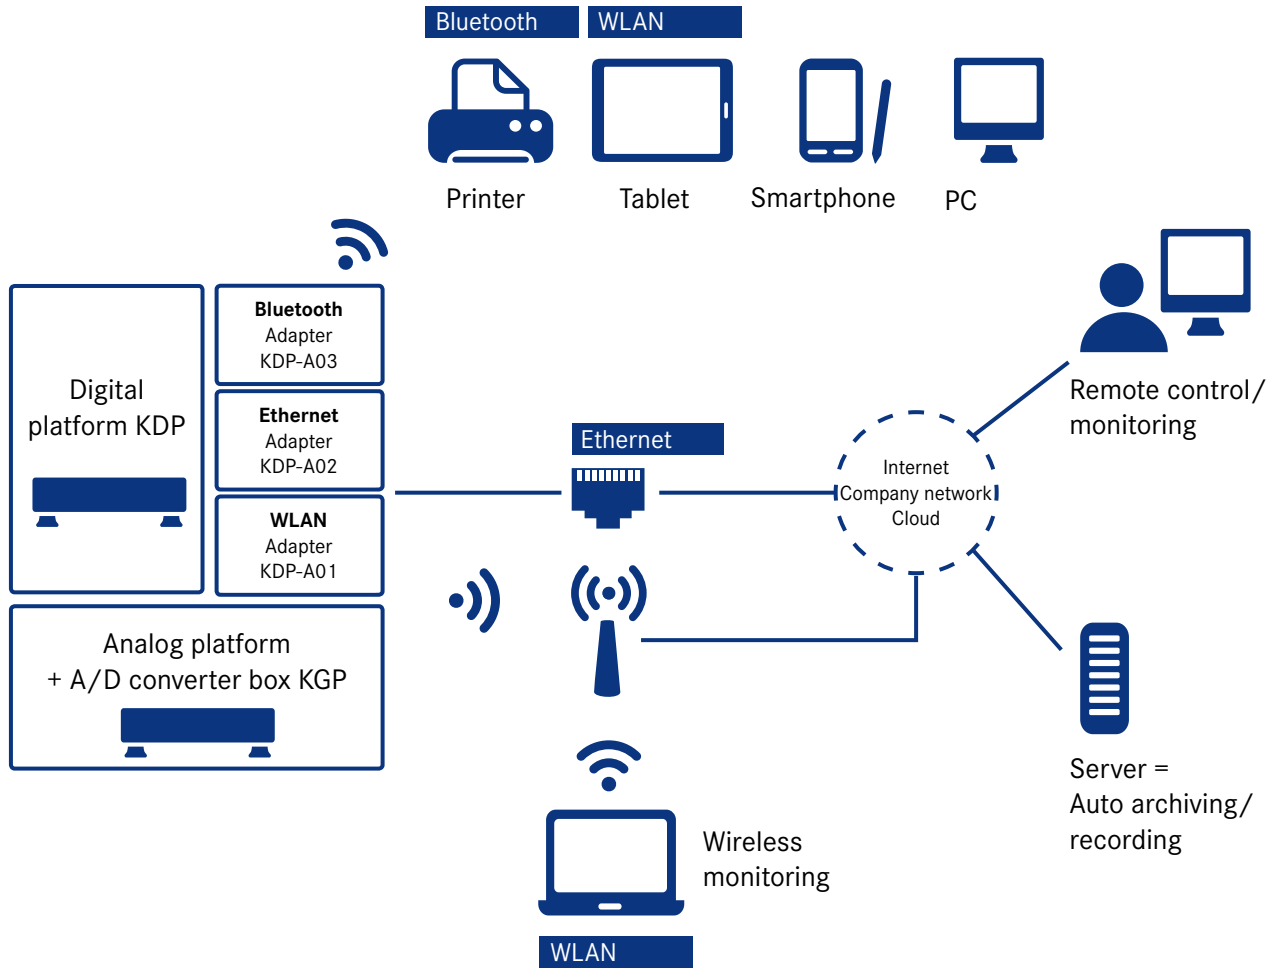 Bluetooth
WLAN
Printer
Tablet
Smartphone
PC
Digital
platform KDP
Bluetooth
Adapter
KDP-A03
Ethernet
Adapter
KDP-A02
WLAN
Adapter
KDP-A01
Analog platform
+ A/D converter box KGP
Ethernet
Internet
Company network
Cloud
Remote control/
monitoring
Server =
Auto archiving/
recording
Wireless
monitoring
WLAN